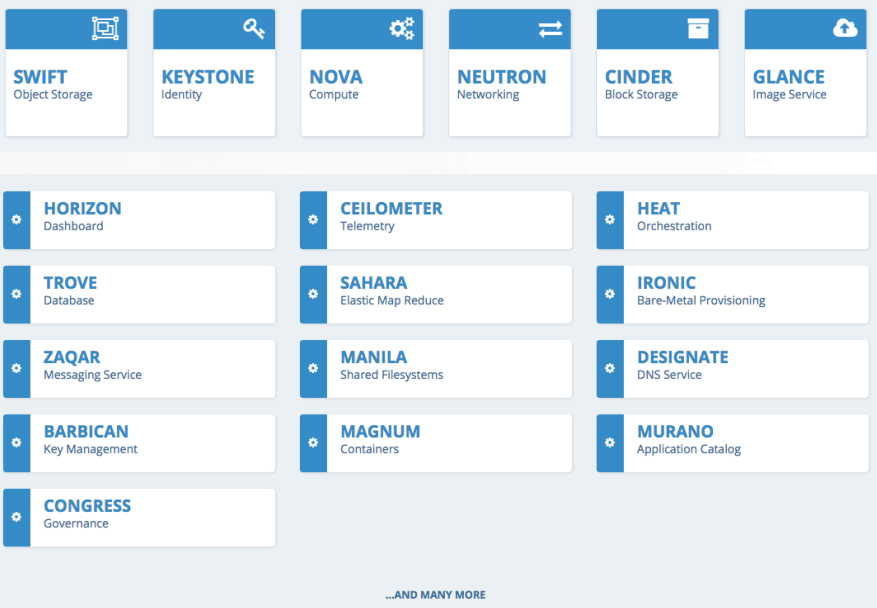 SWIFT
Object Storage
KEYSTONE
Identity
NOVA
Compute
NEUTRON
Networking
CINDER
Block Storage
GLANCE
Image Service
HORIZON
Dashboard
CEILOMETER
Telemetry
HEAT
Orchestration
TROVE
Database
SAHARA
Elastic Map Reduce
IRONIC
Bare-Metal Provisioning
ZAQAR
Messaging Service
MANILA
Shared Filesystems
DESIGNATE
DNS Service
BARBICAN
Key Management
MAGNUM
Containers
MURANO
Application Catalog
CONGRESS
Governance
...AND MANY MORE